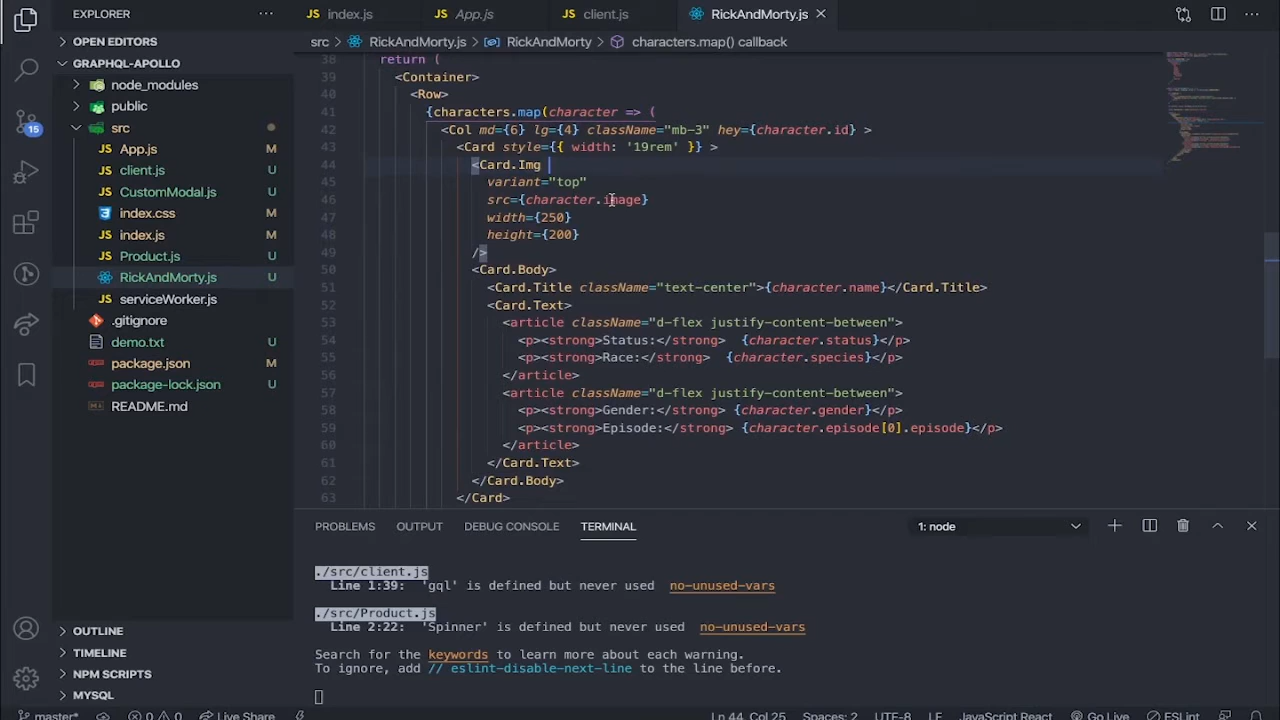 EXPLORER
index.js
App.js
client.js
RickAndMorty.js
OPEN EDITORS
src > RickAndMorty.js > RickAndMorty > characters.map() callback
GRAPHQL-APOLLO
node_modules
public
src
App.js
client.js U
CustomModal.js U
index.css M
index.js M
Product.js U
RickAndMorty.js U
serviceWorker.js
.gitignore
demo.txt U
package.json M
package-lock.json U
README.md
15
OUTLINE
TIMELINE
NPM SCRIPTS
MYSQL
38 return (
39 <Container>
40 <Row>
41 {characters.map(character => (
42 <Col md={6} lg={4} className="mb-3" hey={character.id} >
43 <Card style={{ width: '19rem' }} >
44 <Card.Img
45 variant="top"
46 src={character.image}
47 width={250}
48 height={200}
49 />
50 <Card.Body>
51 <Card.Title className="text-center">{character.name}</Card.Title>
52 <Card.Text>
53 <article className="d-flex justify-content-between">
54 <p><strong>Status:</strong> {character.status}</p>
55 <p><strong>Race:</strong> {character.species}</p>
56 </article>
57 <article className="d-flex justify-content-between">
58 <p><strong>Gender:</strong> {character.gender}</p>
59 <p><strong>Episode:</strong> {character.episode[0].episode}</p>
60 </article>
61 </Card.Text>
62 </Card.Body>
63 </Card>
PROBLEMS OUTPUT DEBUG CONSOLE TERMINAL 1: node
./src/client.js
Line 1:39: 'gql' is defined but never used no-unused-vars
./src/Product.js
Line 2:22: 'Spinner' is defined but never used no-unused-vars
Search for the keywords to learn more about each warning.
To ignore, add // eslint-disable-next-line to the line before.
master* 0 0 Live Share Ln 44, Col 25 Spaces: 2 UTF-8 LF JavaScript React Go Live ESLint